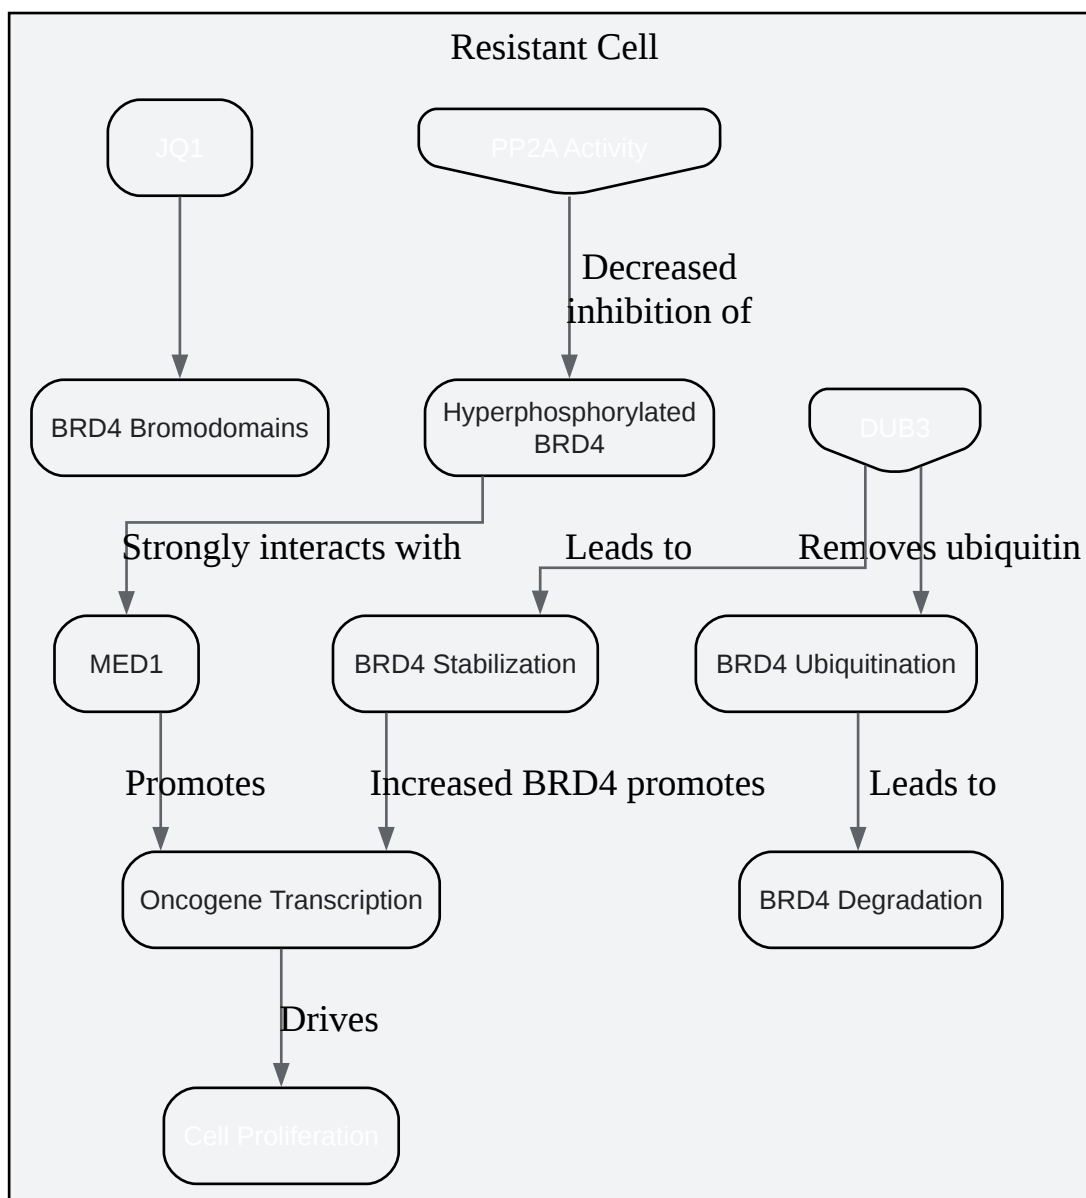 Resistant Cell
JQ1
PP2A Activity
Decreased
inhibition of
BRD4 Bromodomains
Hyperphosphorylated
BRD4
DUB3
Strongly interacts with
Leads to
Removes ubiquitin
MED1
BRD4 Stabilization
BRD4 Ubiquitination
Promotes
Increased BRD4 promotes
Leads to
Oncogene Transcription
BRD4 Degradation
Drives
Cell Proliferation